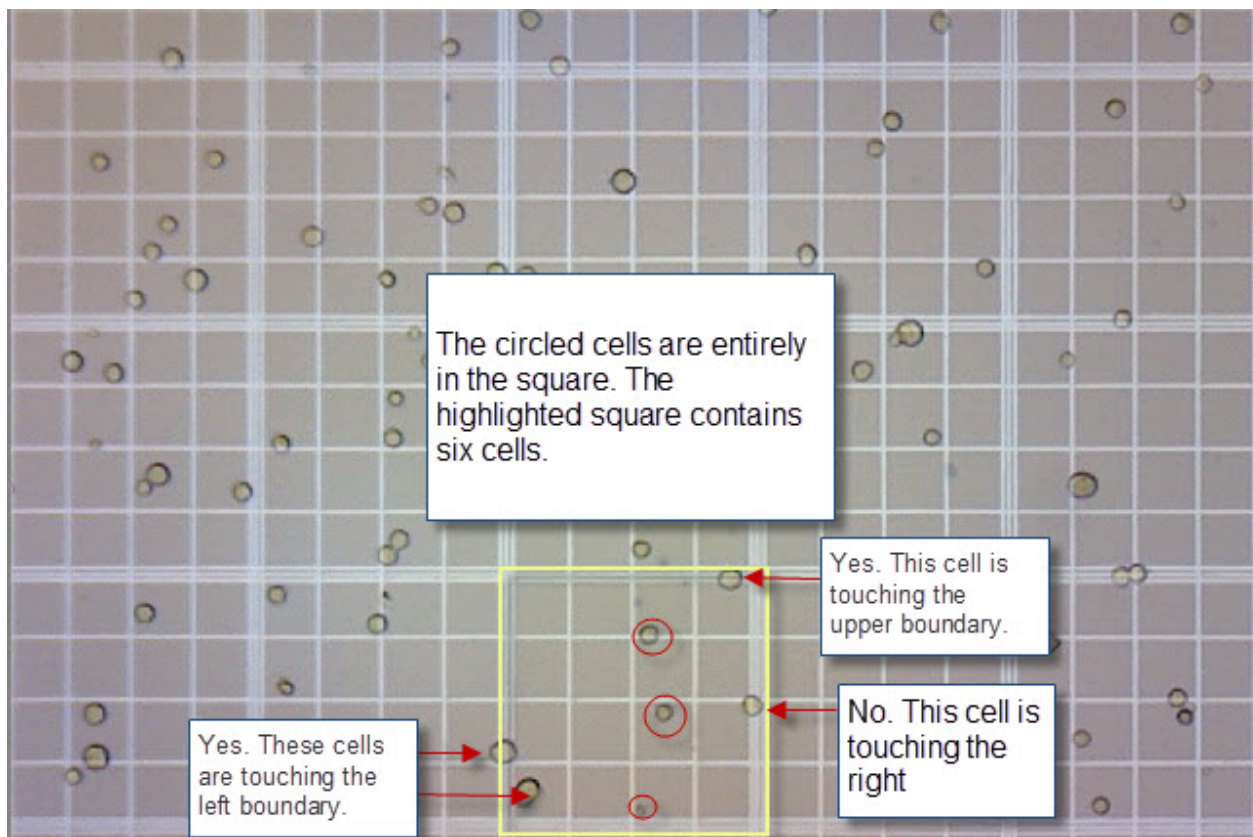 The circled cells are entirely
in the square. The
highlighted square contains
six cells.
Yes. This cell is
touching the
upper boundary.
No. This cell is
touching the
right
Yes. These cells
are touching the
left boundary.